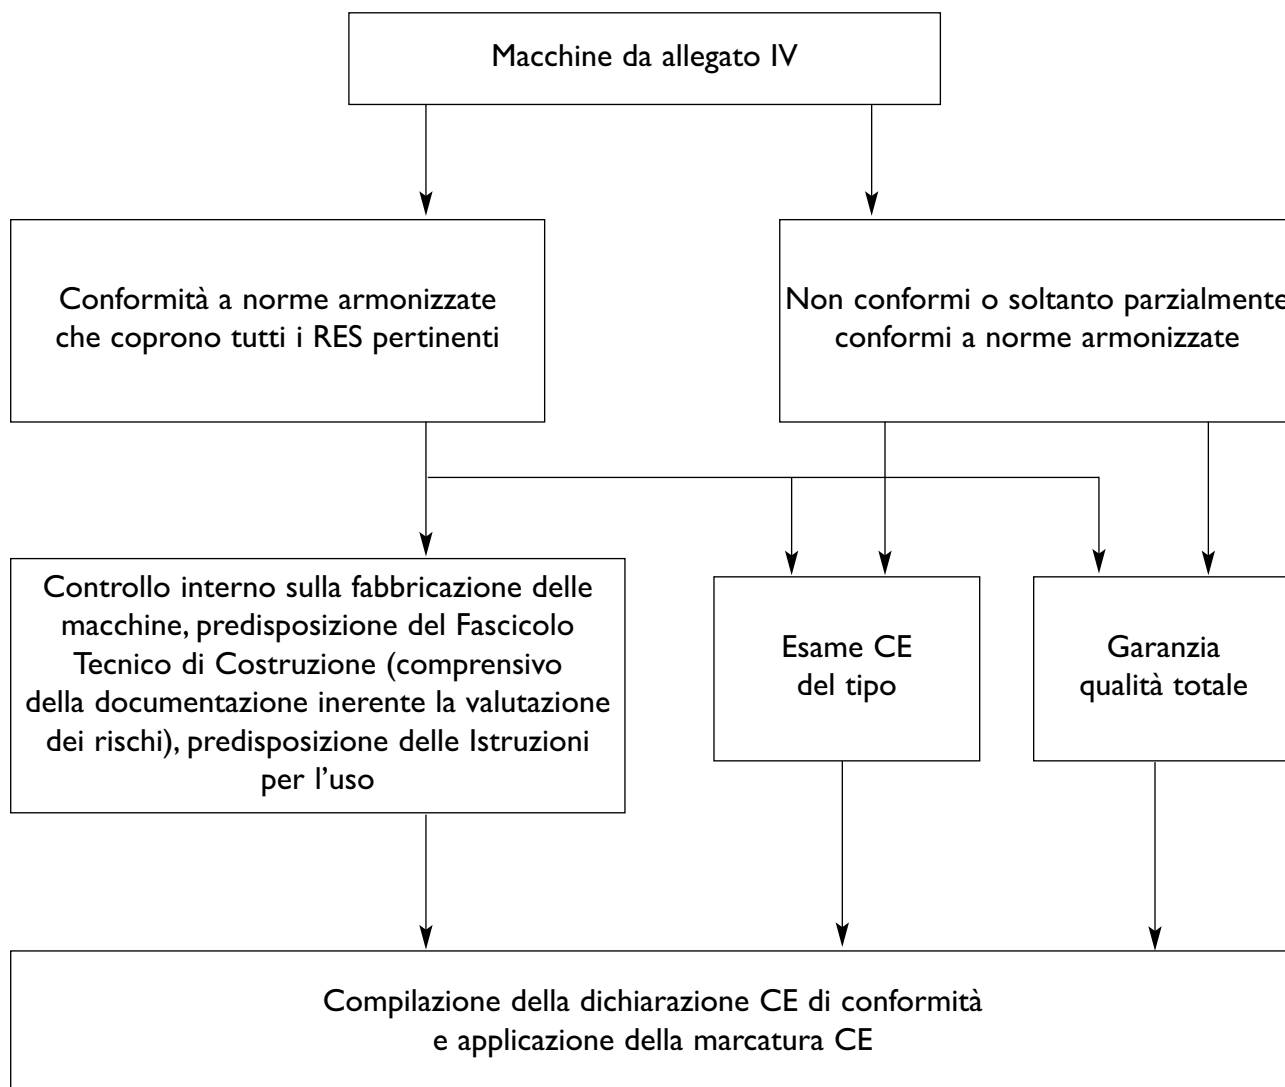 Macchine da allegato IV
Conformità a norme armonizzate
che coprono tutti i RES pertinenti
Non conformi o soltanto parzialmente
conformi a norme armonizzate
Controllo interno sulla fabbricazione delle
macchine, predisposizione del Fascicolo
Tecnico di Costruzione (comprensivo
della documentazione inerente la valutazione
dei rischi), predisposizione delle Istruzioni
per l’uso
Esame CE
del tipo
Garanzia
qualità totale
Compilazione della dichiarazione CE di conformità
e applicazione della marcatura CE